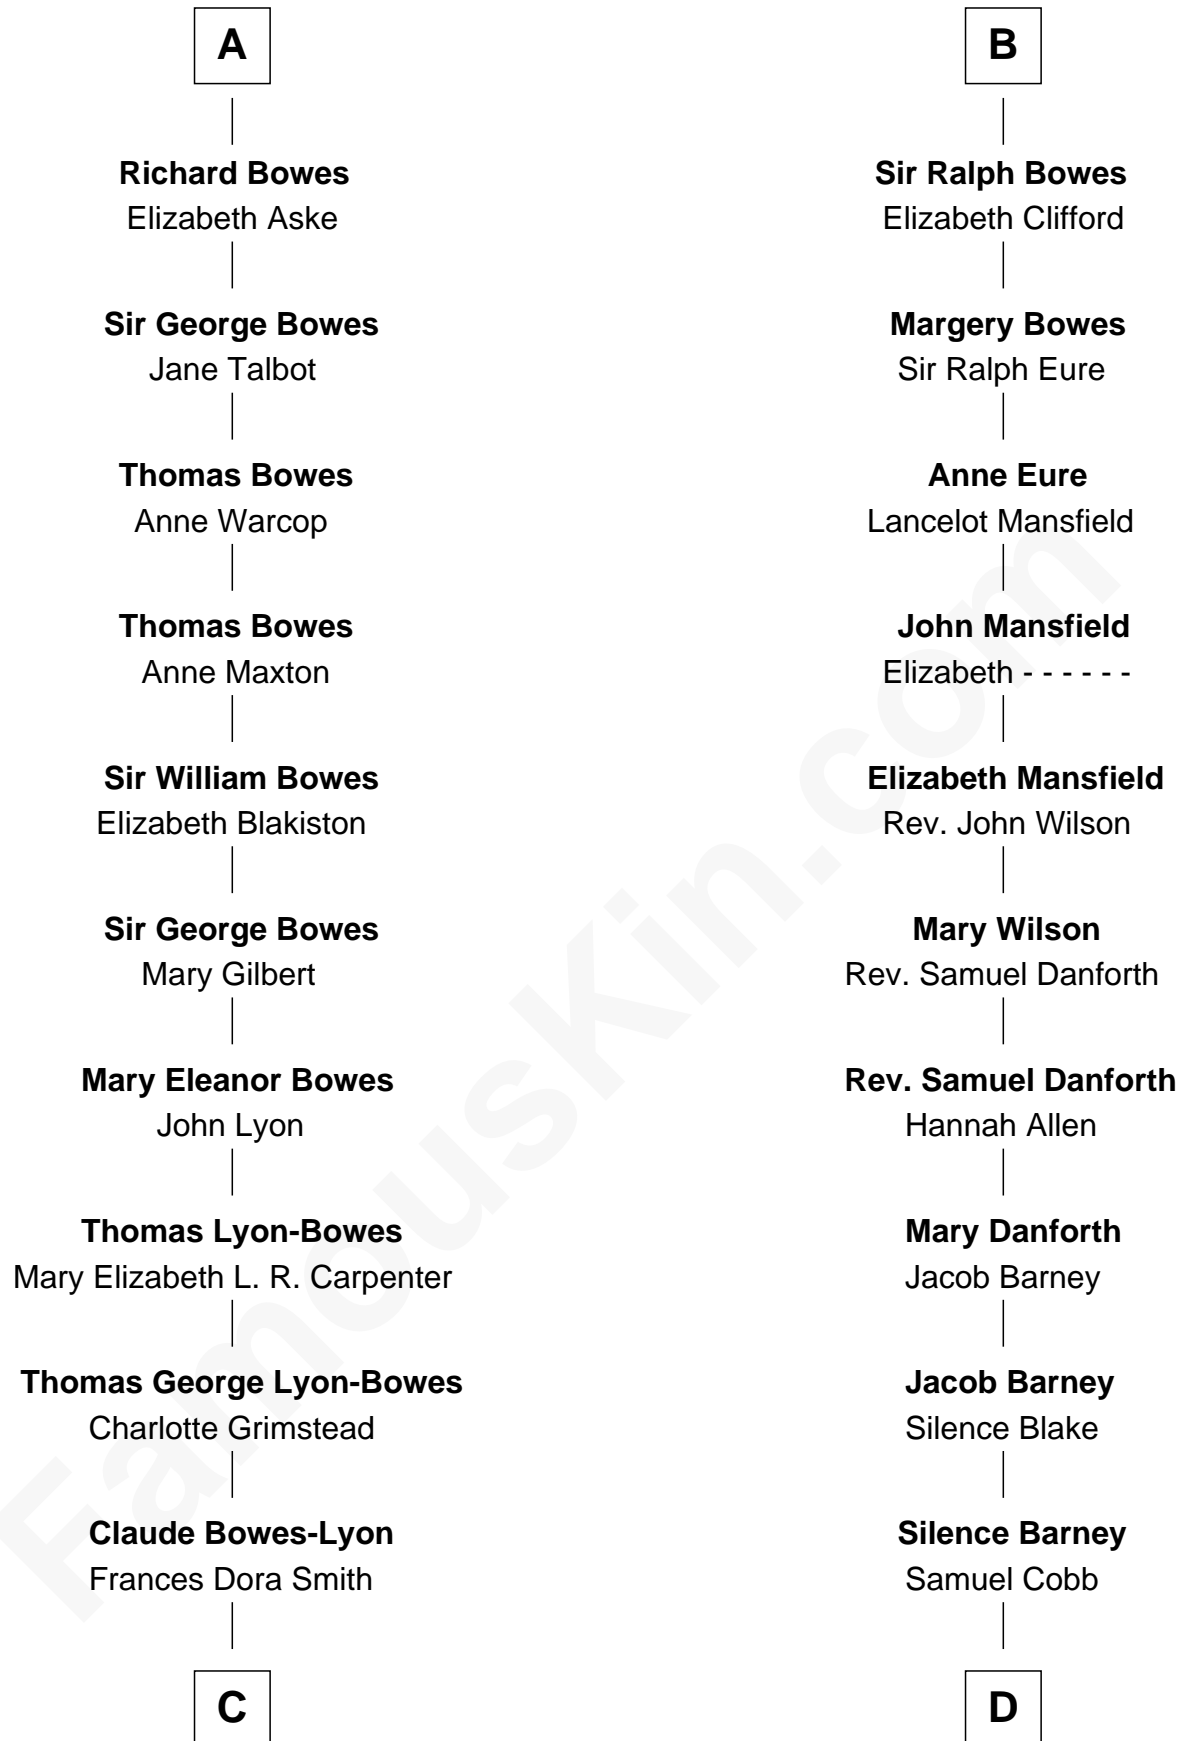 A
Richard Bowes
Elizabeth Aske
Sir George Bowes
Jane Talbot
Thomas Bowes
Anne Warcop
Thomas Bowes
Anne Maxton
Sir William Bowes
Elizabeth Blakiston
Sir George Bowes
Mary Gilbert
Mary Eleanor Bowes
John Lyon
Thomas Lyon-Bowes
Mary Elizabeth L. R. Carpenter
Thomas George Lyon-Bowes
Charlotte Grimstead
Claude Bowes-Lyon
Frances Dora Smith
C
B
Sir Ralph Bowes
Elizabeth Clifford
Margery Bowes
Sir Ralph Eure
Anne Eure
Lancelot Mansfield
John Mansfield
Elizabeth - - - - - -
Elizabeth Mansfield
Rev. John Wilson
Mary Wilson
Rev. Samuel Danforth
Rev. Samuel Danforth
Hannah Allen
Mary Danforth
Jacob Barney
Jacob Barney
Silence Blake
Silence Barney
Samuel Cobb
D
FamousKin.com